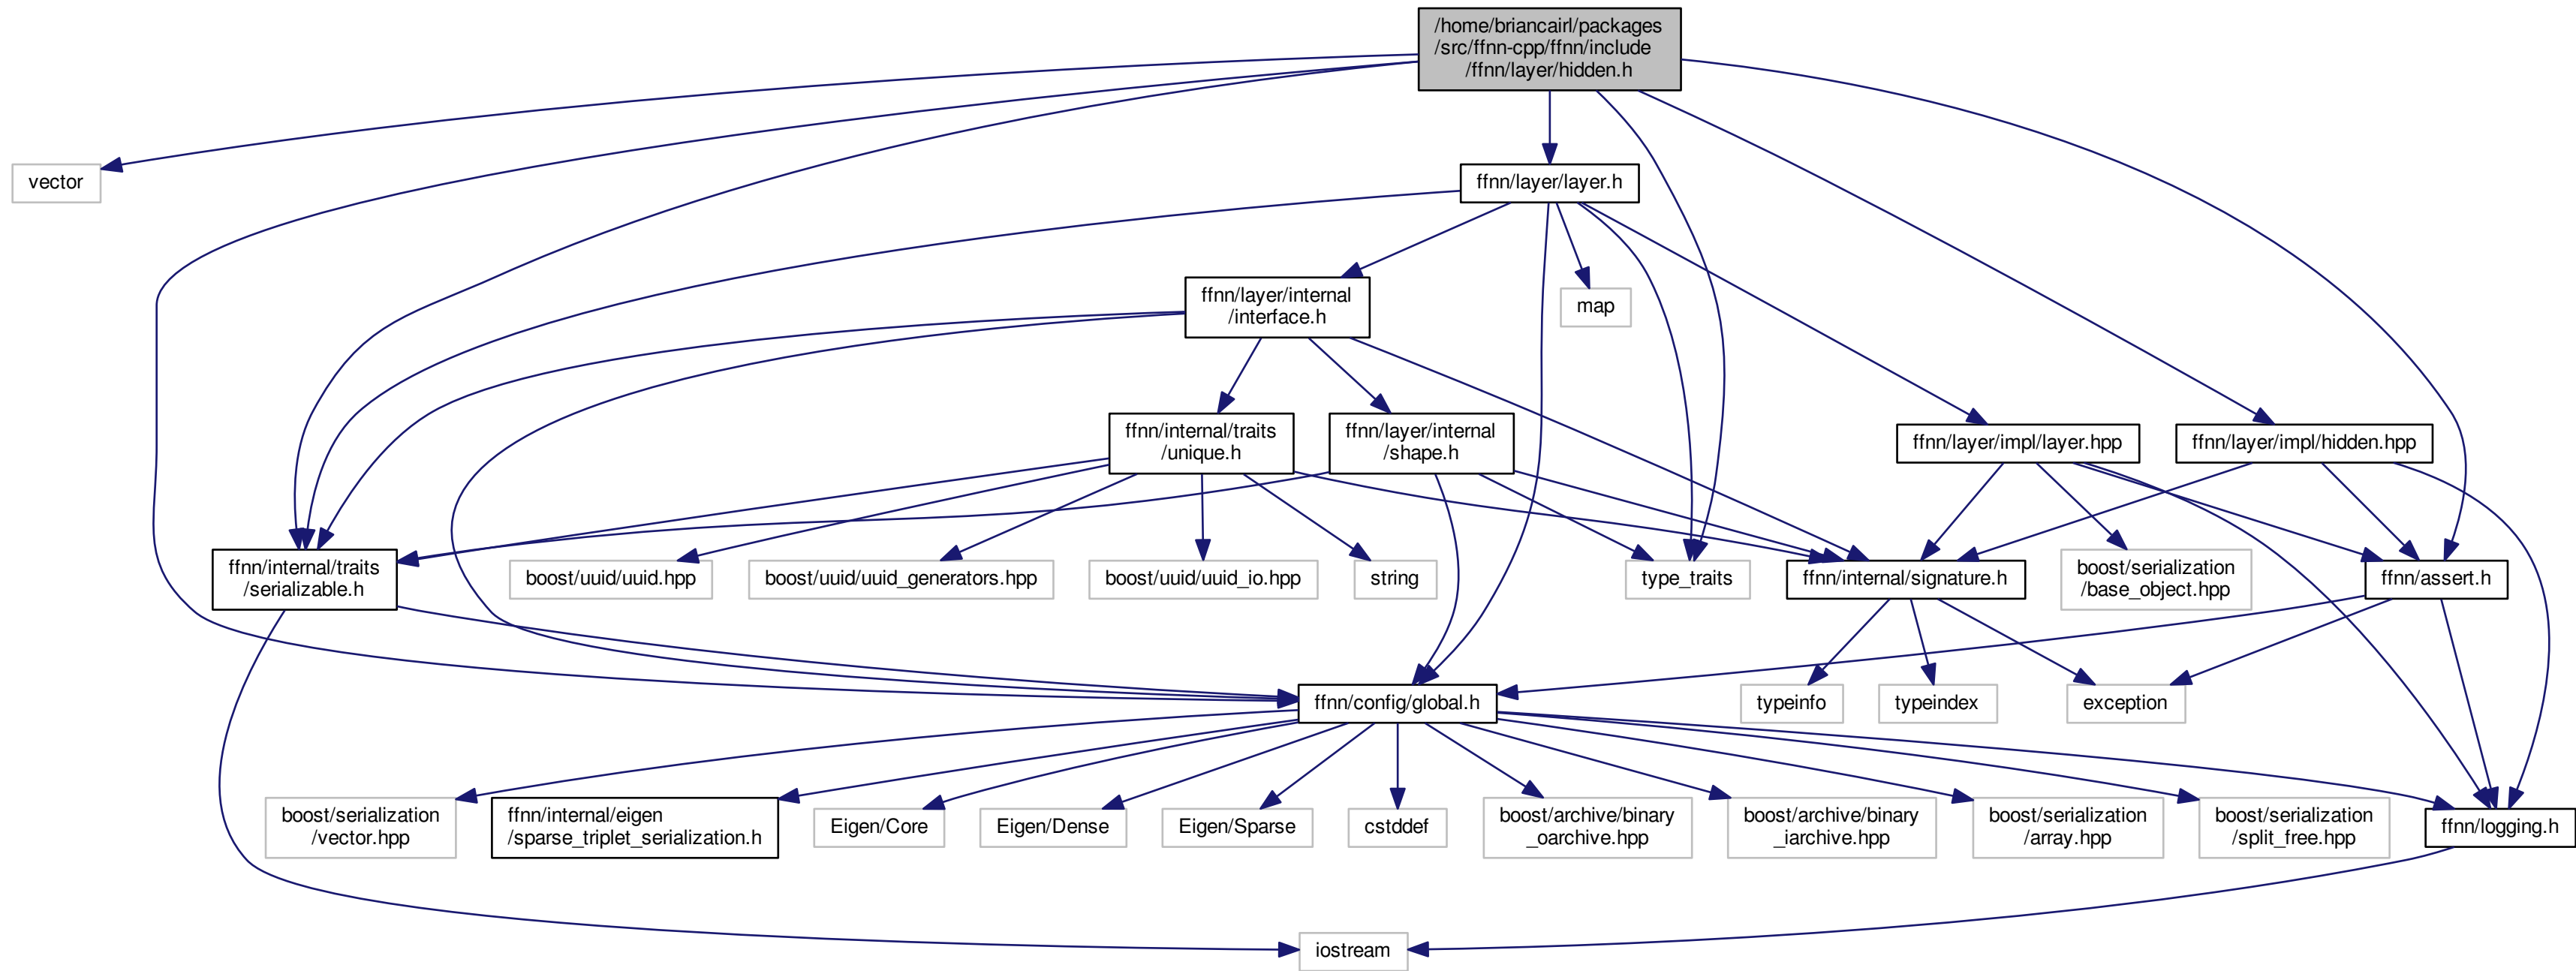 /home/briancairl/packages
/src/ffnn-cpp/ffnn/include
/ffnn/layer/hidden.h
vector
ffnn/layer/layer.h
ffnn/layer/internal
/interface.h
map
ffnn/internal/traits
/unique.h
ffnn/layer/internal
/shape.h
ffnn/layer/impl/layer.hpp
ffnn/layer/impl/hidden.hpp
ffnn/internal/traits
/serializable.h
boost/uuid/uuid.hpp
boost/uuid/uuid_generators.hpp
boost/uuid/uuid_io.hpp
string
type_traits
ffnn/internal/signature.h
boost/serialization
/base_object.hpp
ffnn/assert.h
ffnn/config/global.h
typeinfo
typeindex
exception
boost/serialization
/vector.hpp
ffnn/internal/eigen
/sparse_triplet_serialization.h
Eigen/Core
Eigen/Dense
Eigen/Sparse
cstddef
boost/archive/binary
_oarchive.hpp
boost/archive/binary
_iarchive.hpp
boost/serialization
/array.hpp
boost/serialization
/split_free.hpp
ffnn/logging.h
iostream